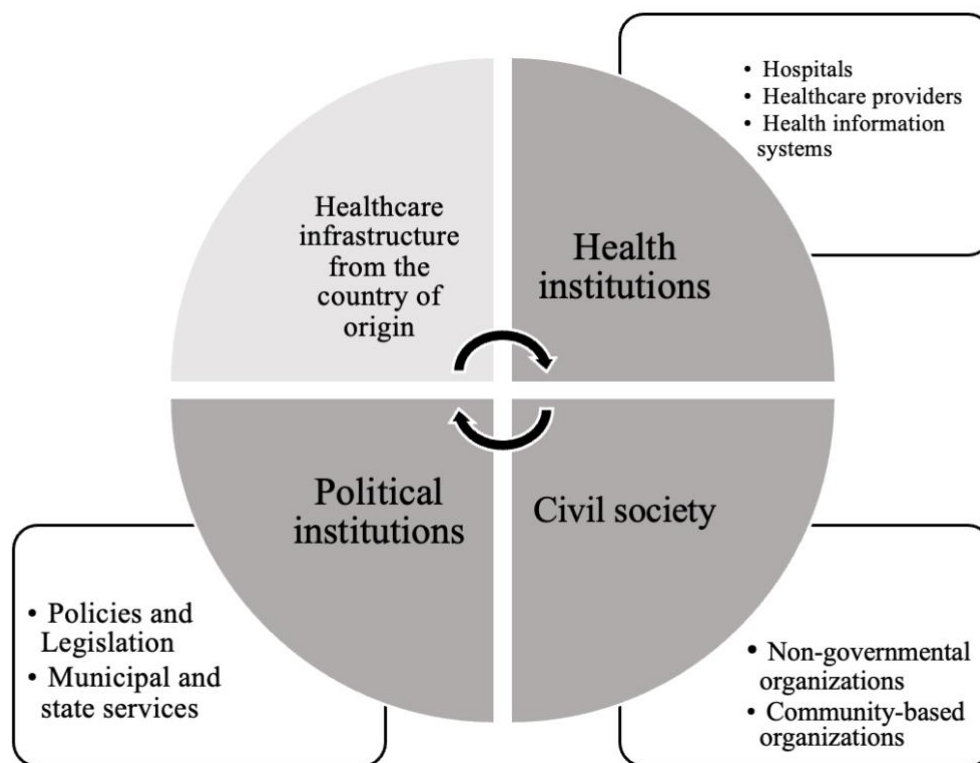 • Hospitals
• Healthcare providers
• Health information
systems
Healthcare
infrastructure
from the
country of
origin
Health
institutions
Political
institutions
Civil society
• Policies and
Legislation
• Municipal and
state services
• Non-governmental
organizations
• Community-based
organizations